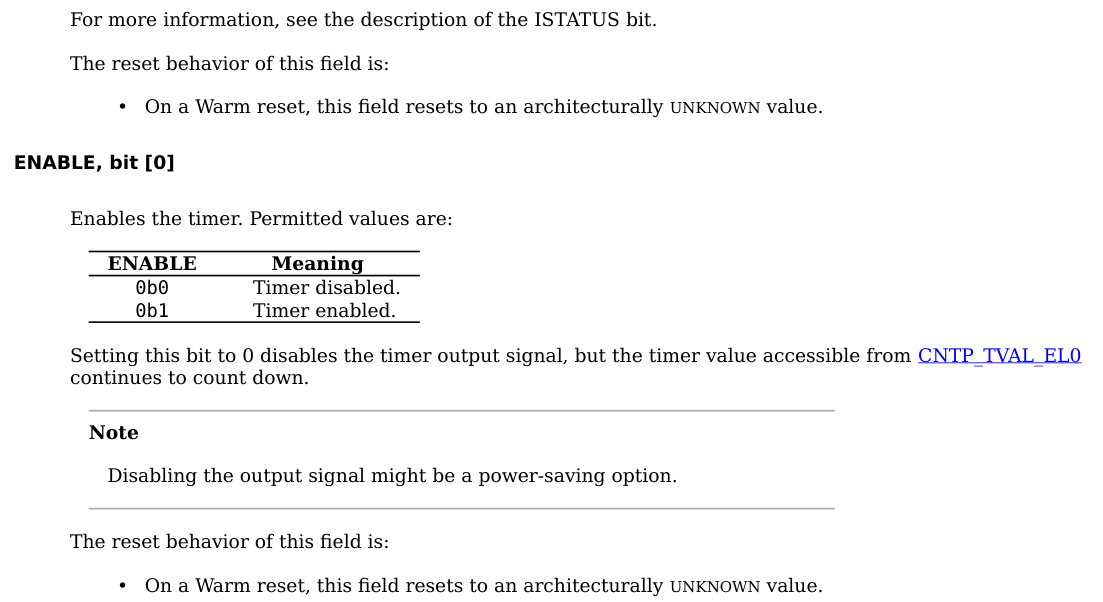 For more information, see the description of the ISTATUS bit.
The reset behavior of this field is:
• On a Warm reset, this field resets to an architecturally UNKNOWN value.
ENABLE, bit [0]
Enables the timer. Permitted values are:
ENABLE Meaning
0b0 Timer disabled.
0b1 Timer enabled.
Setting this bit to 0 disables the timer output signal, but the timer value accessible from CNTP_TVAL_EL0
continues to count down.
Note
Disabling the output signal might be a power-saving option.
The reset behavior of this field is:
• On a Warm reset, this field resets to an architecturally UNKNOWN value.